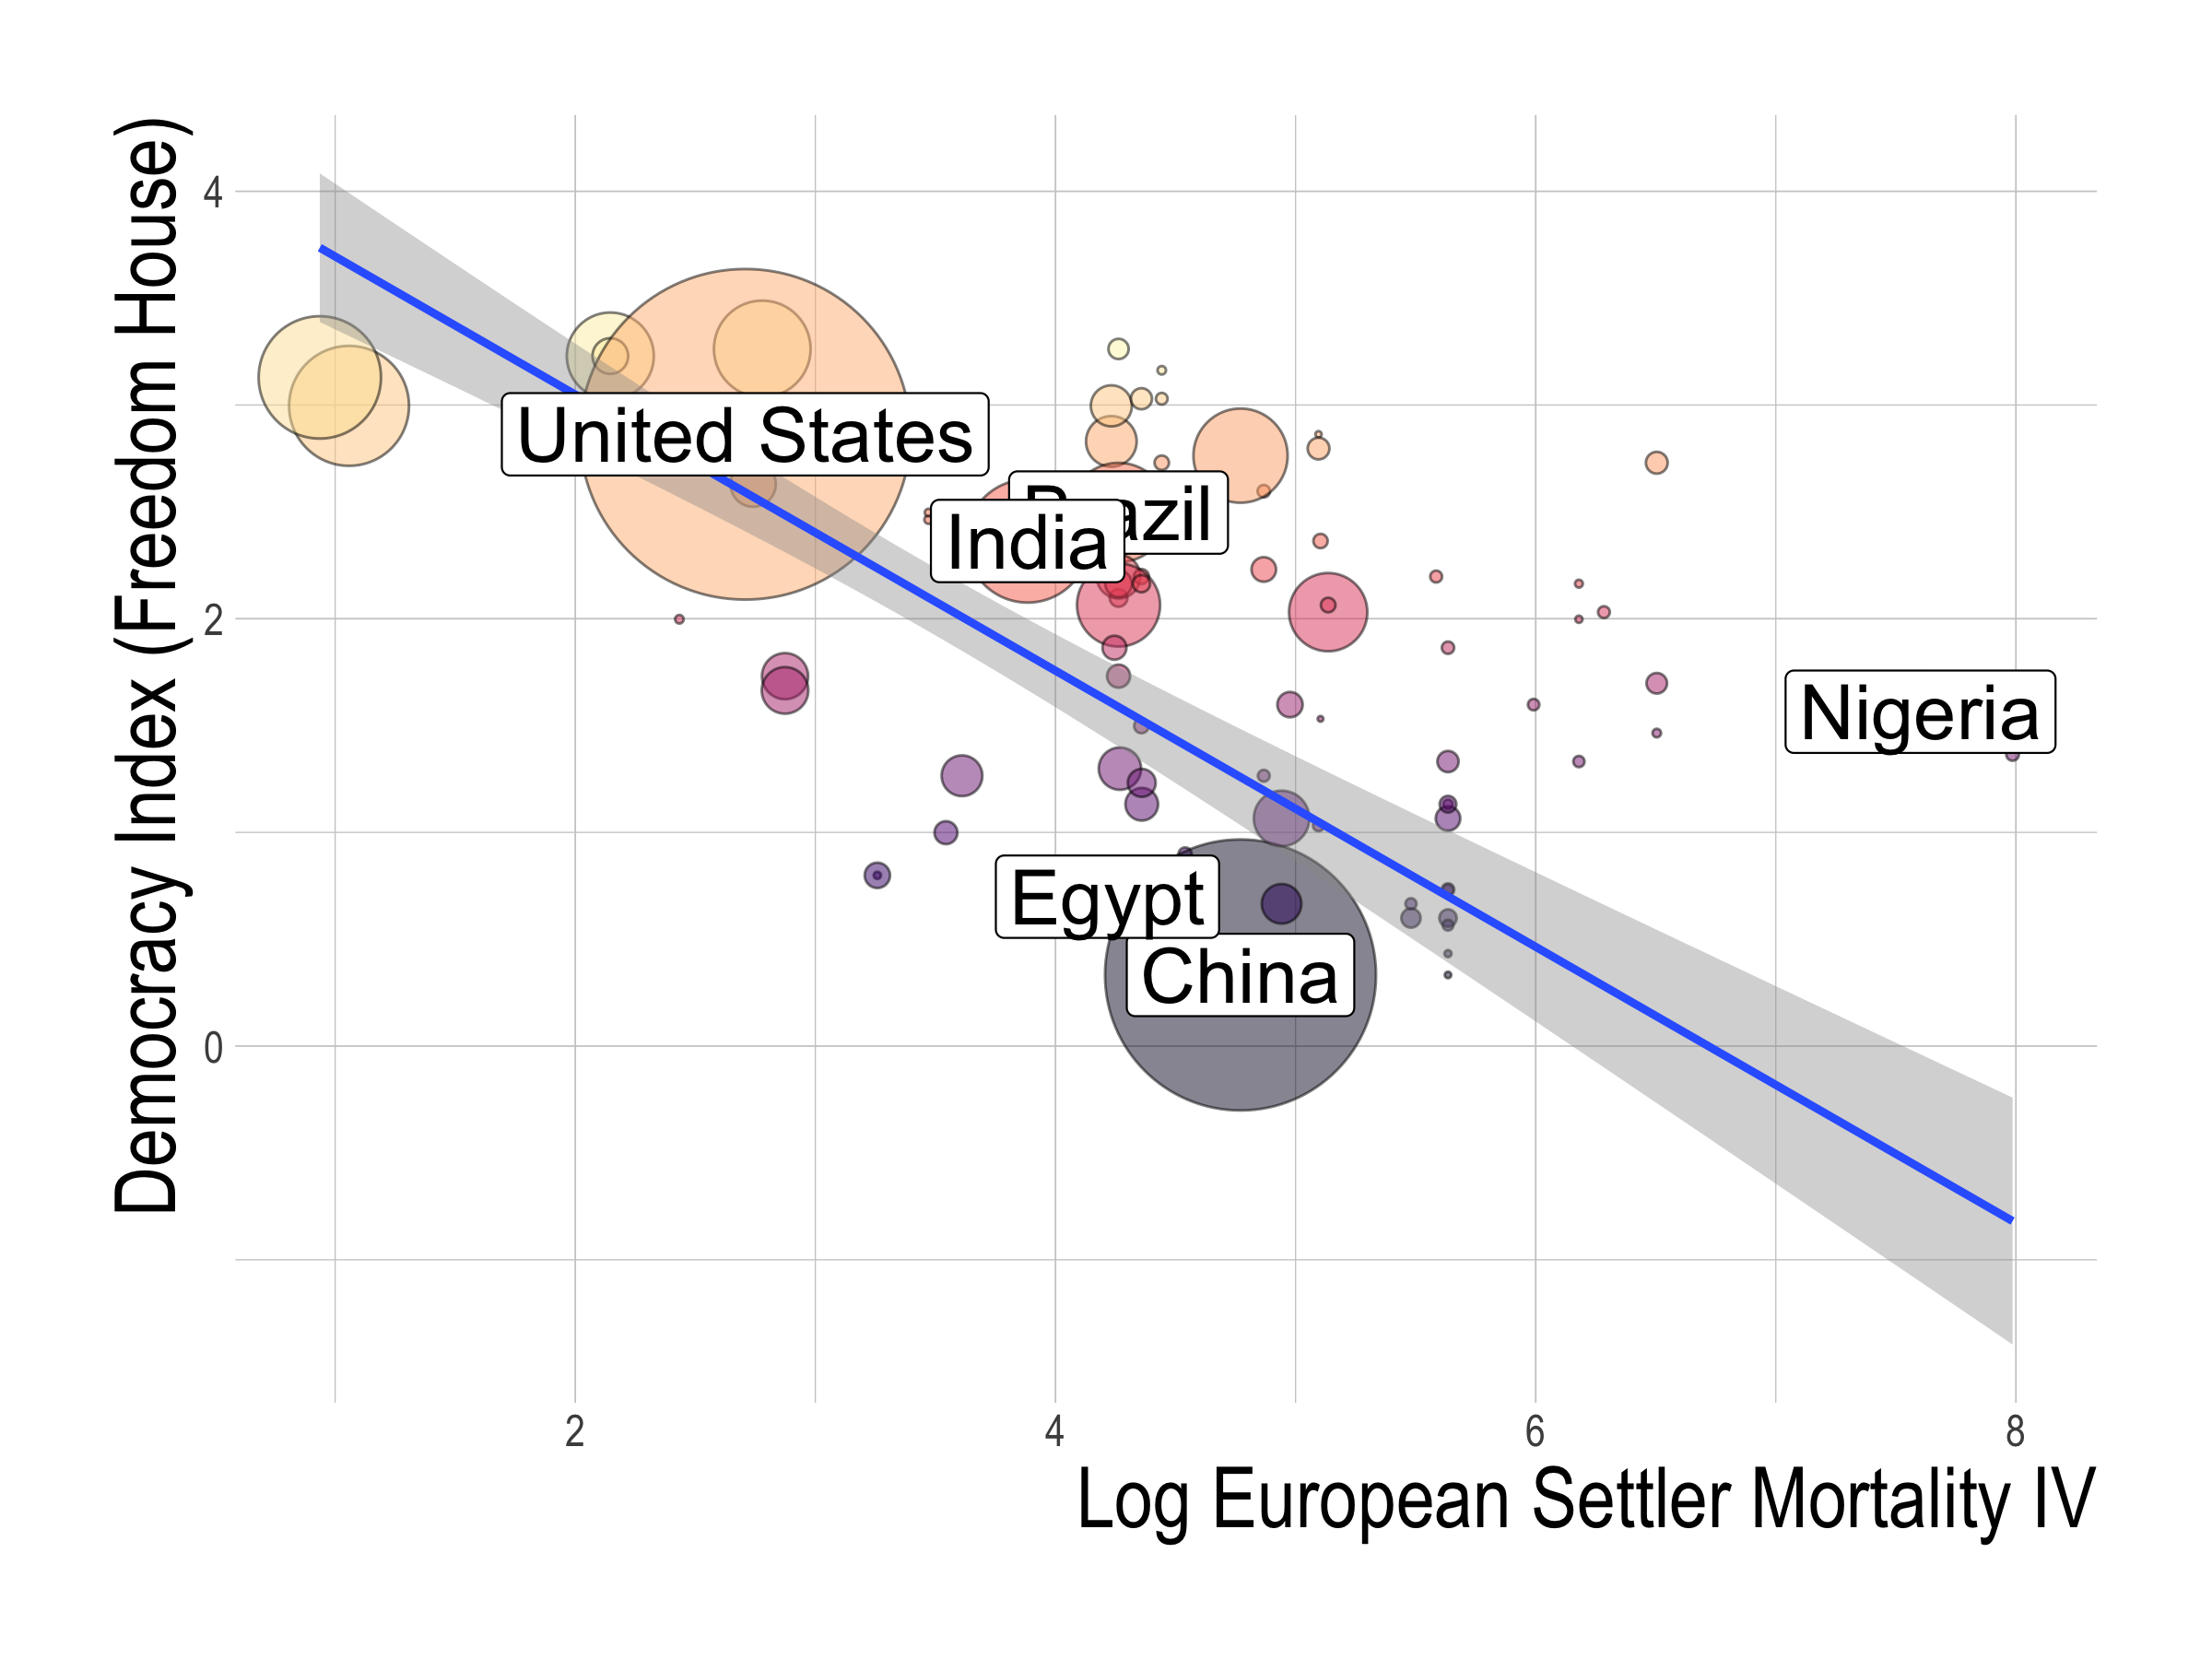 Democracy Index (Freedom House)
4
2
0
United States
Brazil
India
Nigeria
Egypt
China
2
4
6
8
Log European Settler Mortality IV